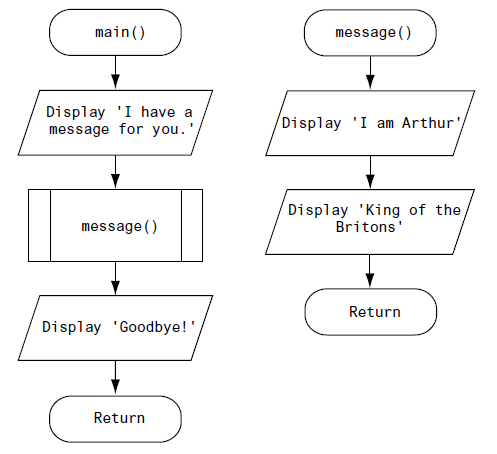 main()
Display 'I have a
message for you.'
message()
Display 'Goodbye!'
Return
message()
Display 'I am Arthur'
Display 'King of the
Britons'
Return